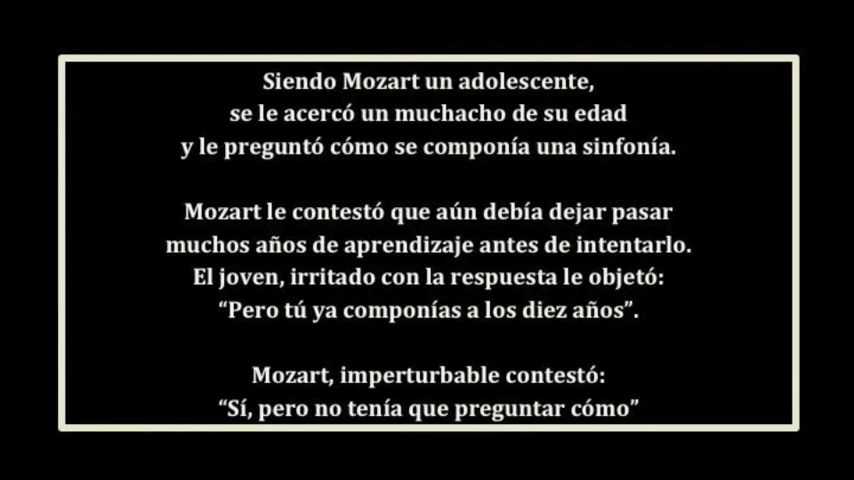 Siendo Mozart un adolescente,
se le acercó un muchacho de su edad
y le preguntó cómo se componía una sinfonía.
Mozart le contestó que aún debía dejar pasar
muchos años de aprendizaje antes de intentarlo.
El joven, irritado con la respuesta le objetó:
“Pero tú ya componías a los diez años”.
Mozart, imperturbable contestó:
“Sí, pero no tenía que preguntar cómo”